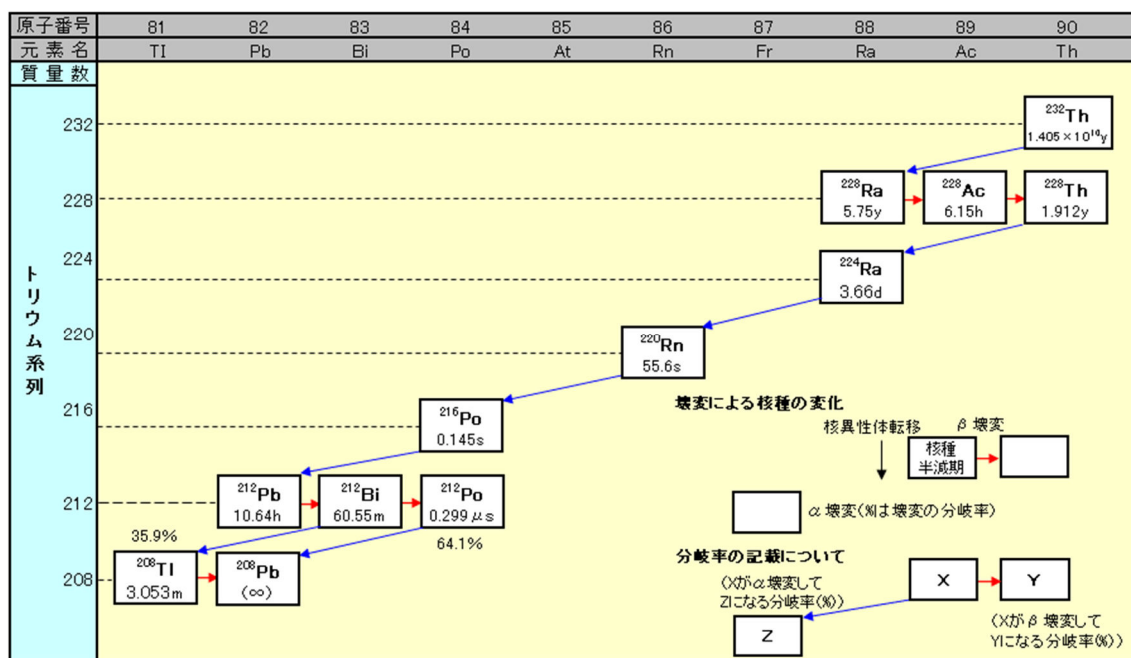 原子番号 81 82 83 84 85 86 87 88 89 90
元素名 Tl Pb Bi Po At Rn Fr Ra Ac Th
質量数
トリウム系列
232
²³²Th
1.405×10¹⁰y
228
²²⁸Ra
5.75y
²²⁸Ac
6.15h
²²⁸Th
1.912y
224
²²⁴Ra
3.66d
220
²²⁰Rn
55.6s
216
²¹⁶Po
0.145s
212
²¹²Pb
10.64h
²¹²Bi
60.55m
²¹²Po
0.299μs
35.9%
64.1%
208
²⁰⁸Tl
3.053m
²⁰⁸Pb
(∞)
壊変による核種の変化
核異性体転移
β壊変
核種
半減期
α壊変(%は壊変の分岐率)
分岐率の記載について
(Xがα壊変して
Zになる分岐率(%))
X
Y
Z
(Xがβ壊変して
Yになる分岐率(%))